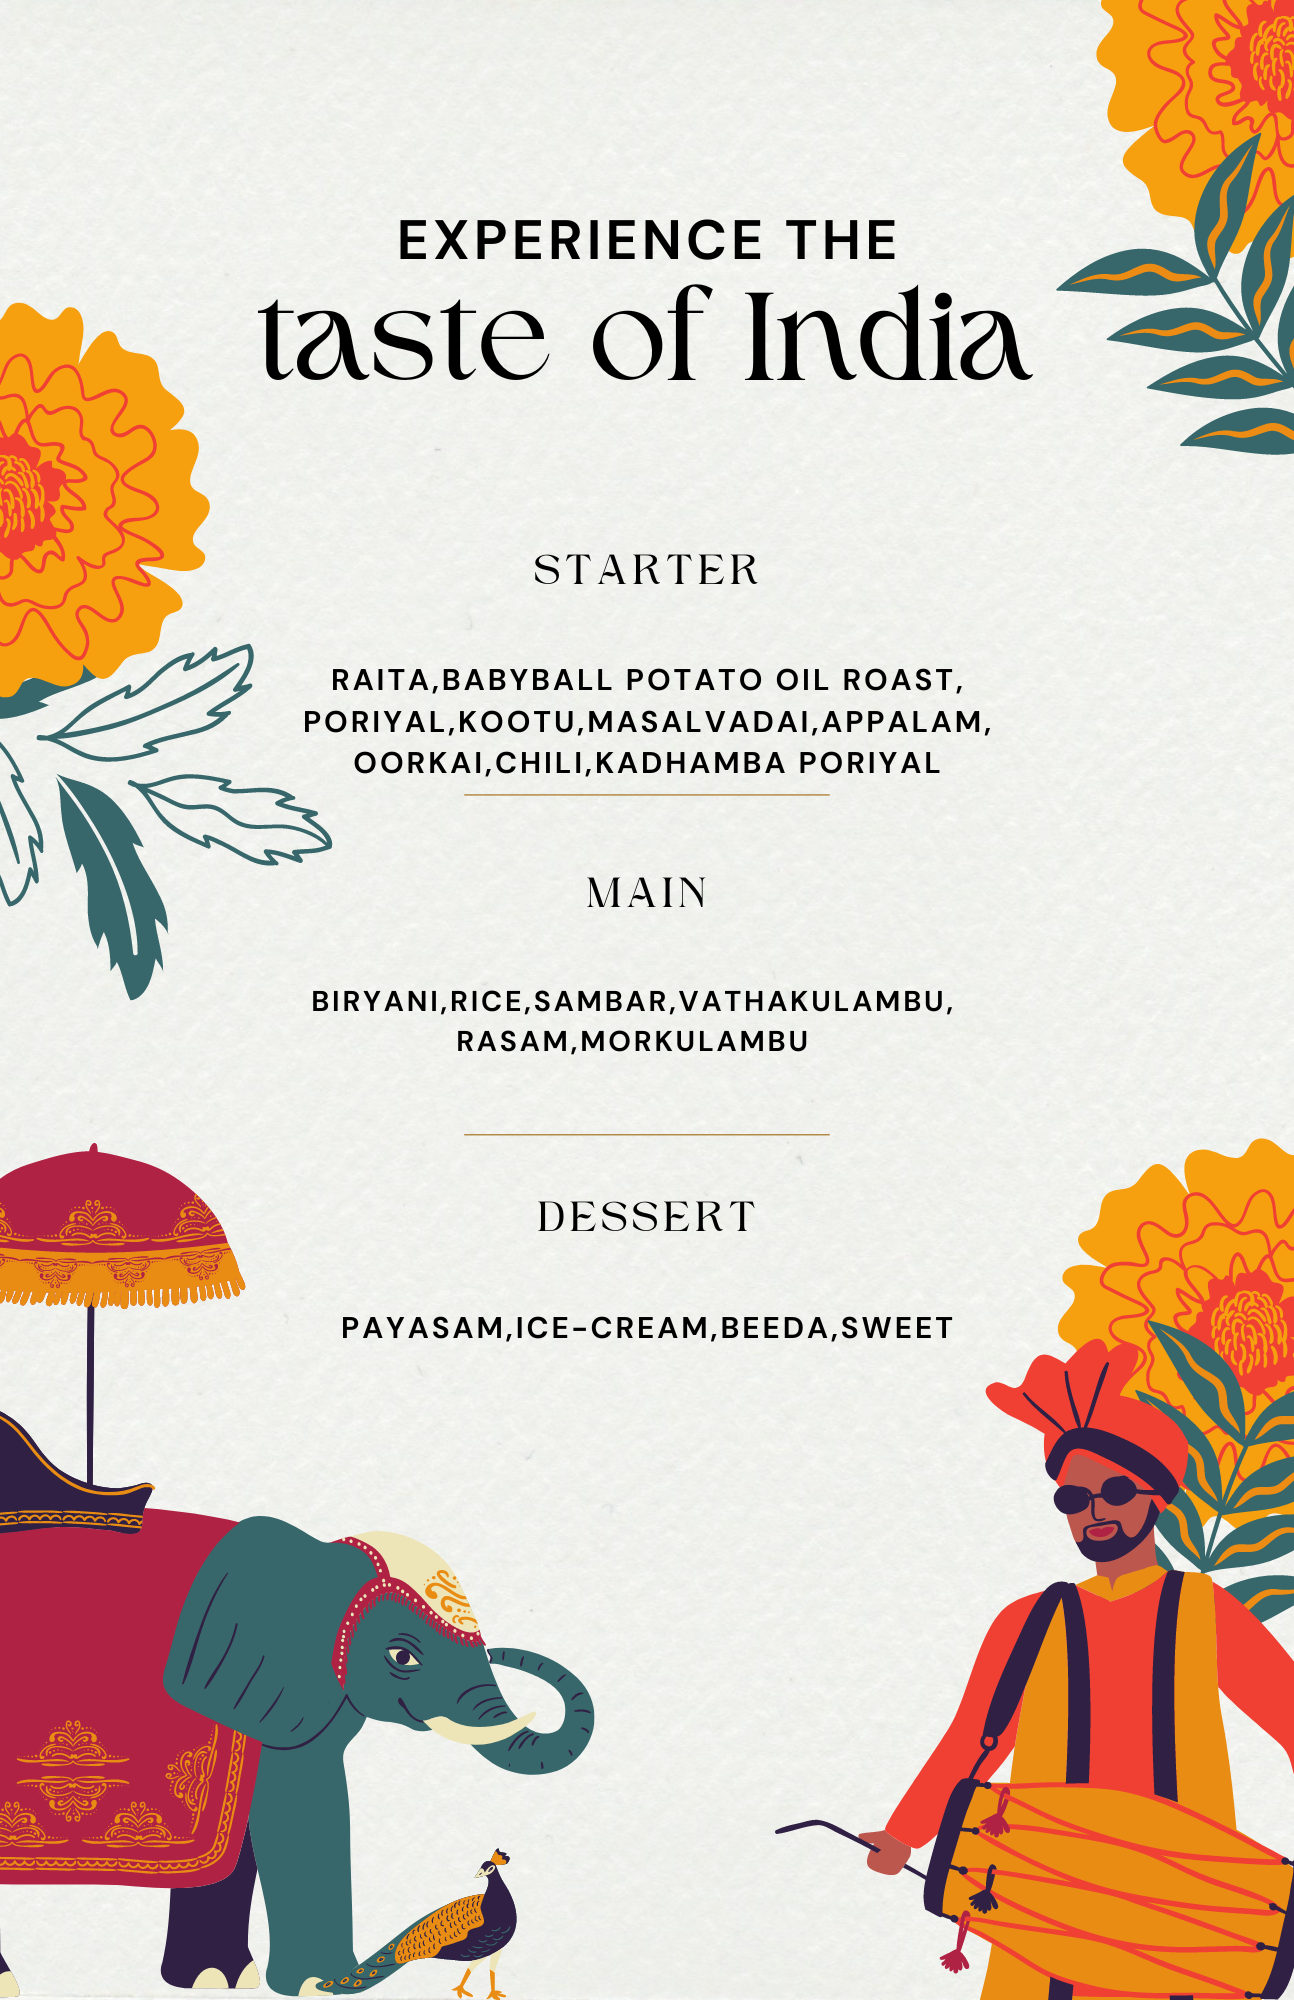 EXPERIENCE THE
taste of India
STARTER
RAITA,BABYBALL POTATO OIL ROAST,
PORIYAL,KOOTU,MASALVADAI,APPALAM,
OORKAI,CHILI,KADHAMBA PORIYAL
MAIN
BIRYANI,RICE,SAMBAR,VATHAKULAMBU,
RASAM,MORKULAMBU
DESSERT
PAYASAM,ICE-CREAM,BEEDA,SWEET